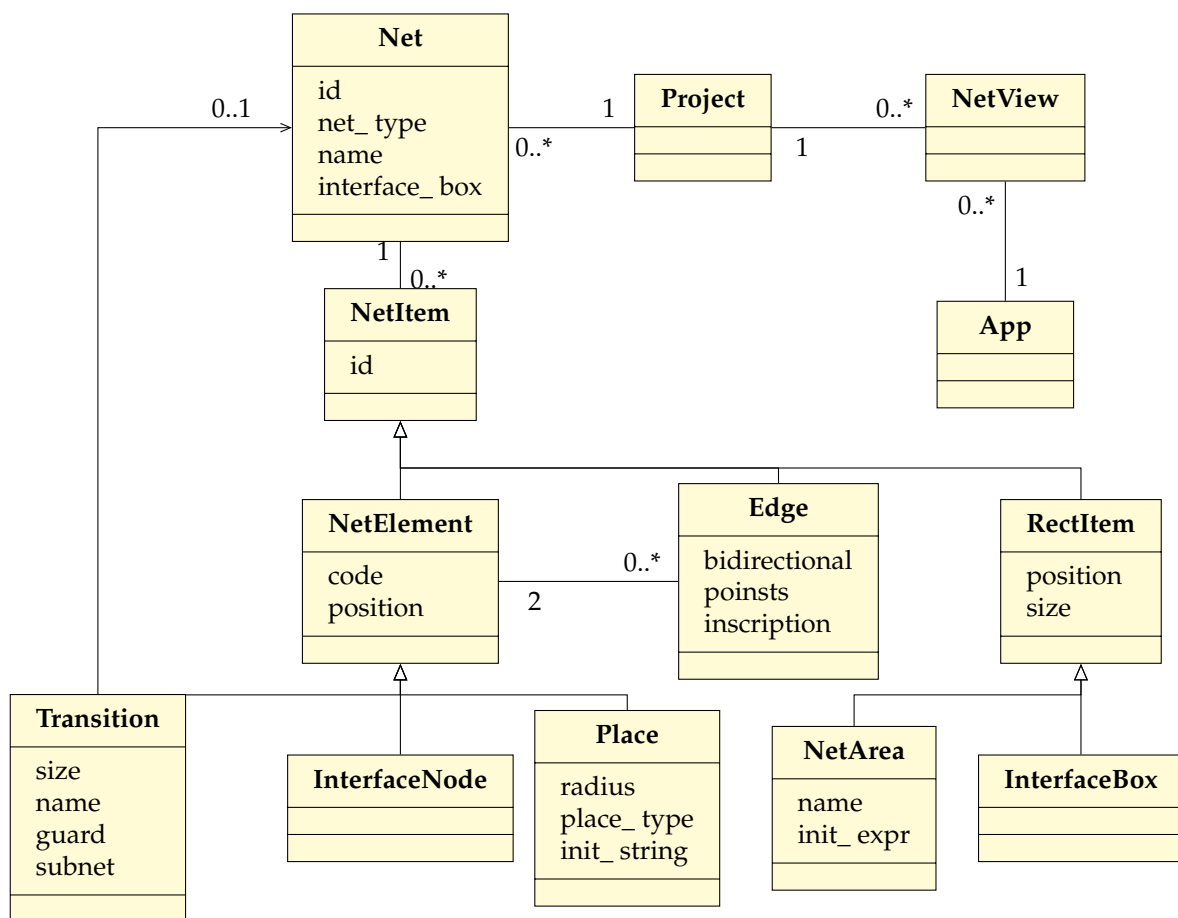 Net
id
net_ type
name
interface_ box
0..1
1
0..*
Project
1
0..*
NetView
0..*
1
App
1
0..*
NetItem
id
NetElement
code
position
2
0..*
Edge
bidirectional
poinsts
inscription
RectItem
position
size
Transition
size
name
guard
subnet
InterfaceNode
Place
radius
place_ type
init_ string
NetArea
name
init_ expr
InterfaceBox